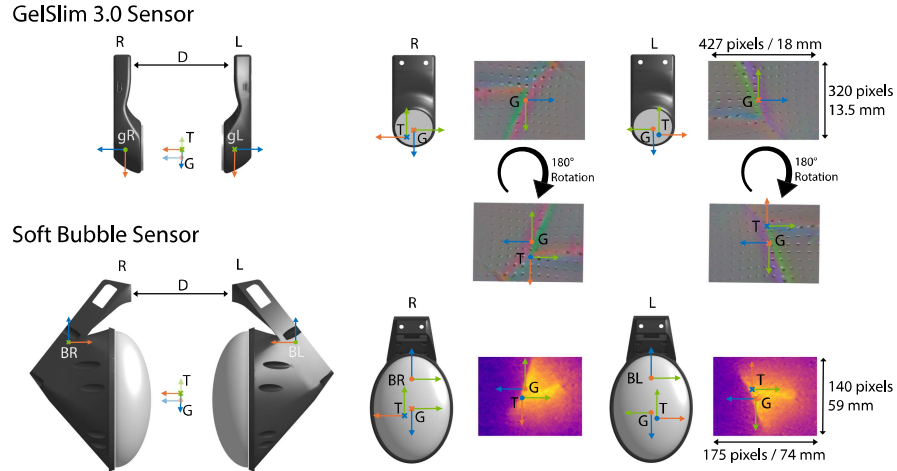 GelSlim 3.0 Sensor
R
L
D
gR
gL
T
G
R
T
G
G
L
G
T
427 pixels / 18 mm
G
320 pixels
13.5 mm
180°
Rotation
180°
Rotation
G
T
T
G
Soft Bubble Sensor
R
L
D
BR
BL
T
G
R
BR
T
G
G
T
L
BL
G
T
T
G
140 pixels
59 mm
175 pixels / 74 mm